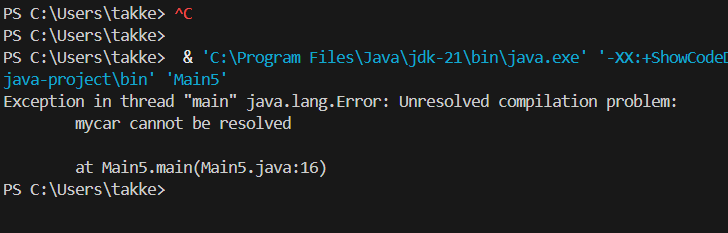 PS C:\Users\takke> ^C
PS C:\Users\takke>
PS C:\Users\takke>  & 'C:\Program Files\Java\jdk-21\bin\java.exe' '-XX:+ShowCodeD
java-project\bin' 'Main5'
Exception in thread "main" java.lang.Error: Unresolved compilation problem:
        mycar cannot be resolved
        at Main5.main(Main5.java:16)
PS C:\Users\takke>